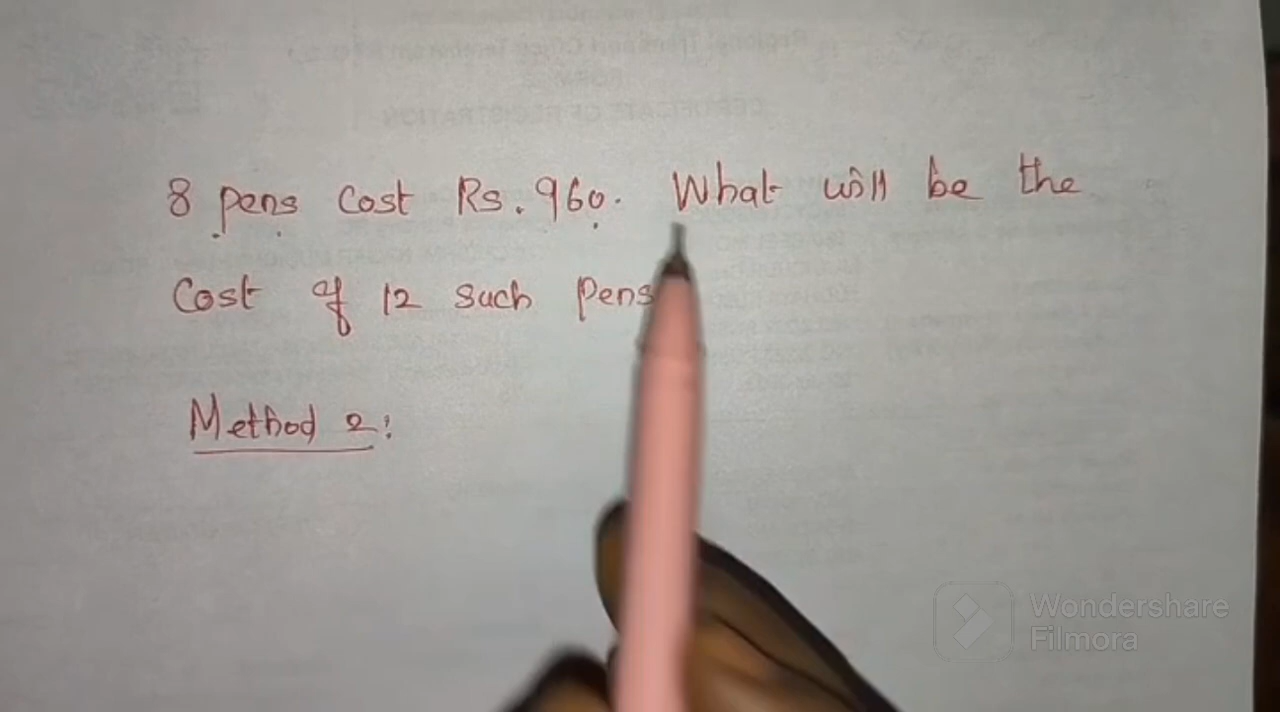 8 pens cost Rs. 960. What will be the
Cost of 12 such pens
Method 2:
Wondershare
Filmora